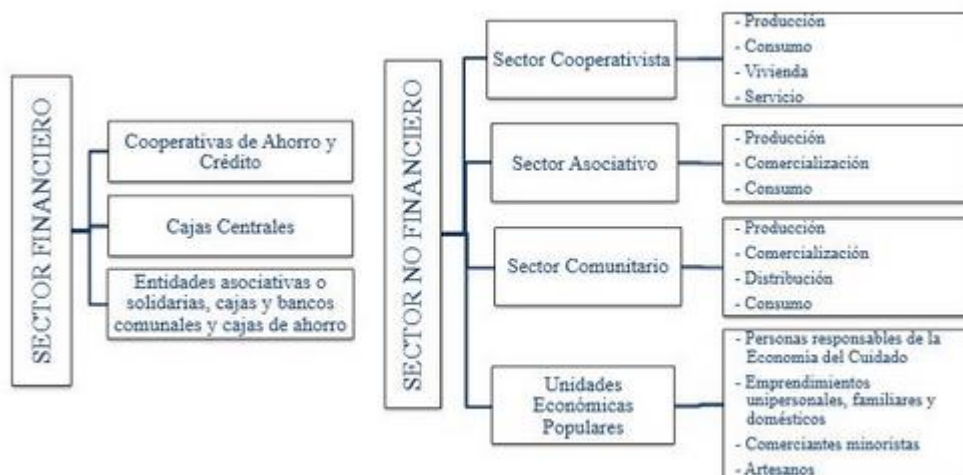 SECTOR FINANCIERO
Cooperativas de Ahorro y
Crédito
Cajas Centrales
Entidades asociativas o
solidarias, cajas y bancos
comunales y cajas de ahorro
SECTOR NO FINANCIERO
Sector Cooperativista
- Producción
- Consumo
- Vivienda
- Servicio
Sector Asociativo
- Producción
- Comercialización
- Consumo
Sector Comunitario
- Producción
- Comercialización
- Distribución
- Consumo
Unidades
Económicas
Populares
- Personas responsables de la
Economía del Cuidado
- Emprendimientos
unipersonales, familiares y
domésticos
- Comerciantes minoristas
- Artesanos